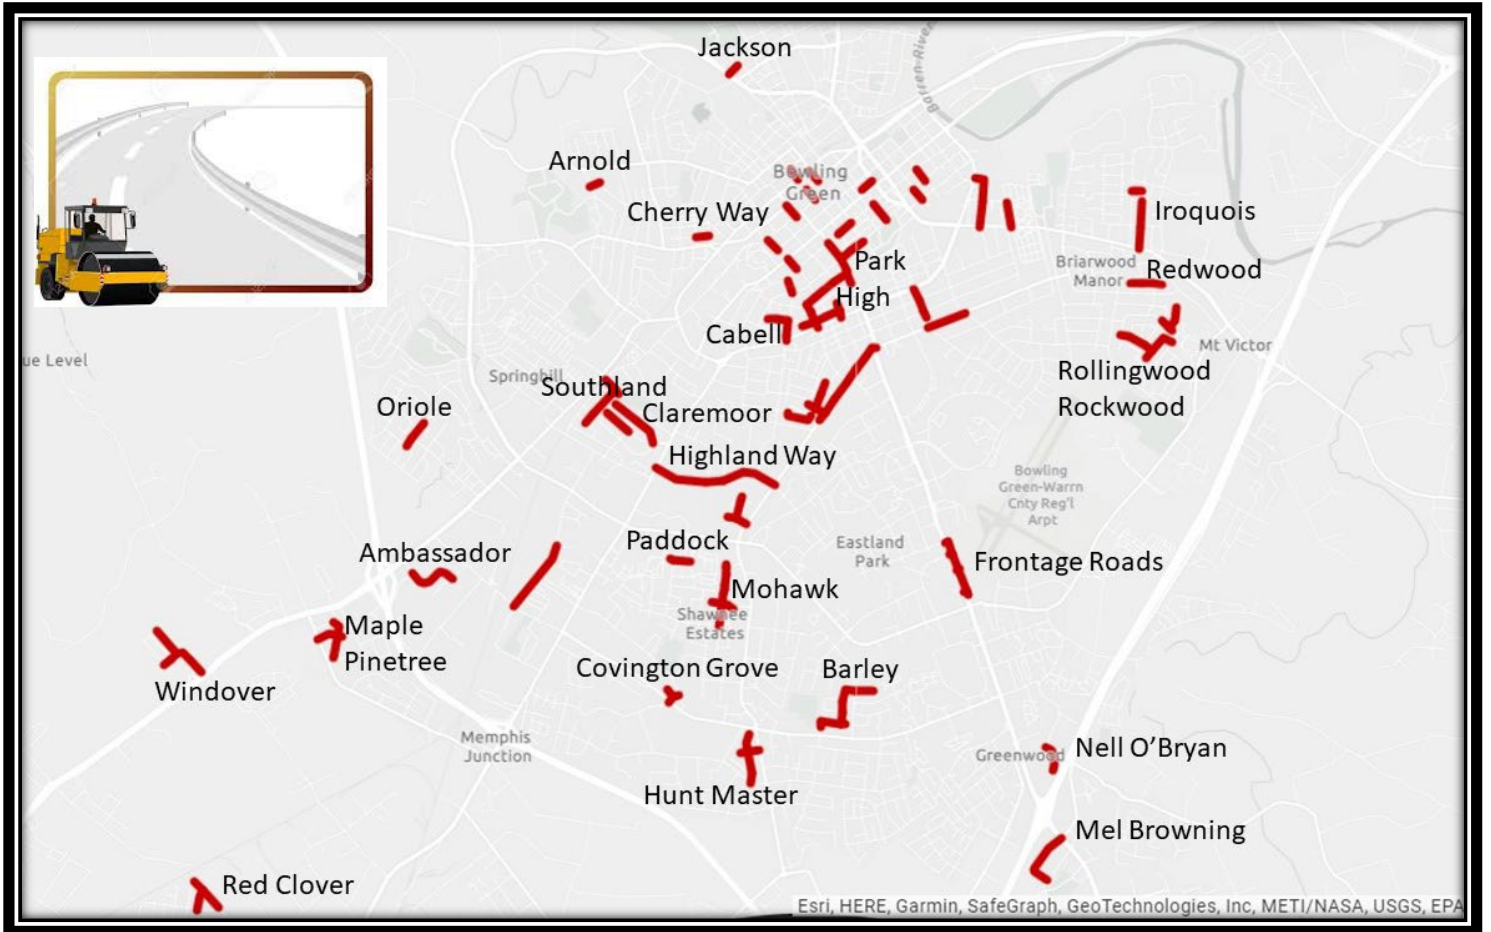 Jackson
Barren River
Arnold
Bowling
Green
Cherry Way
Iroquois
Park
Briarwood
Manor
Redwood
High
Cabell
Mt Victor
ue Level
Springhill
Rollingwood
Rockwood
Southland
Oriole
Claremoor
Highland Way
Bowling
Green-Warrn
Cnty Reg'l
Arpt
Paddock
Eastland
Park
Ambassador
Frontage Roads
Mohawk
Shawnee
Estates
Maple
Pinetree
Covington Grove
Barley
Windover
Memphis
Junction
Greenwood
Nell O'Bryan
Hunt Master
Mel Browning
Red Clover
Esri, HERE, Garmin, SafeGraph, GeoTechnologies, Inc, METI/NASA, USGS, EPA